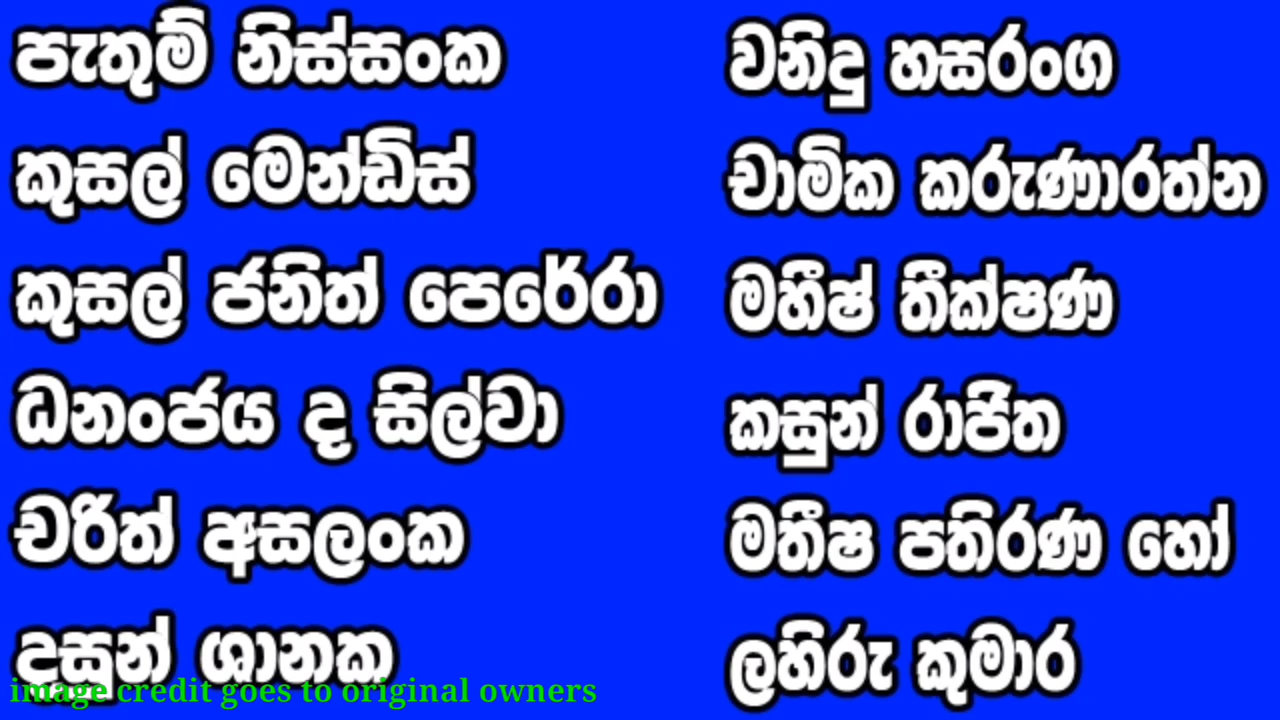 පැතුම් නිස්සංක
කුසල් මෙන්ඩිස්
කුසල් ජනිත් පෙරේරා
ධනංජය ද සිල්වා
චරිත් අසලංක
දසුන් ශානක
වනිදු හසරංග
චාමික කරුණාරත්න
මහීෂ් තීක්ෂණ
කසුන් රාජිත
මතීෂ පතිරණ හෝ
ලහිරු කුමාර
image credit goes to original owners